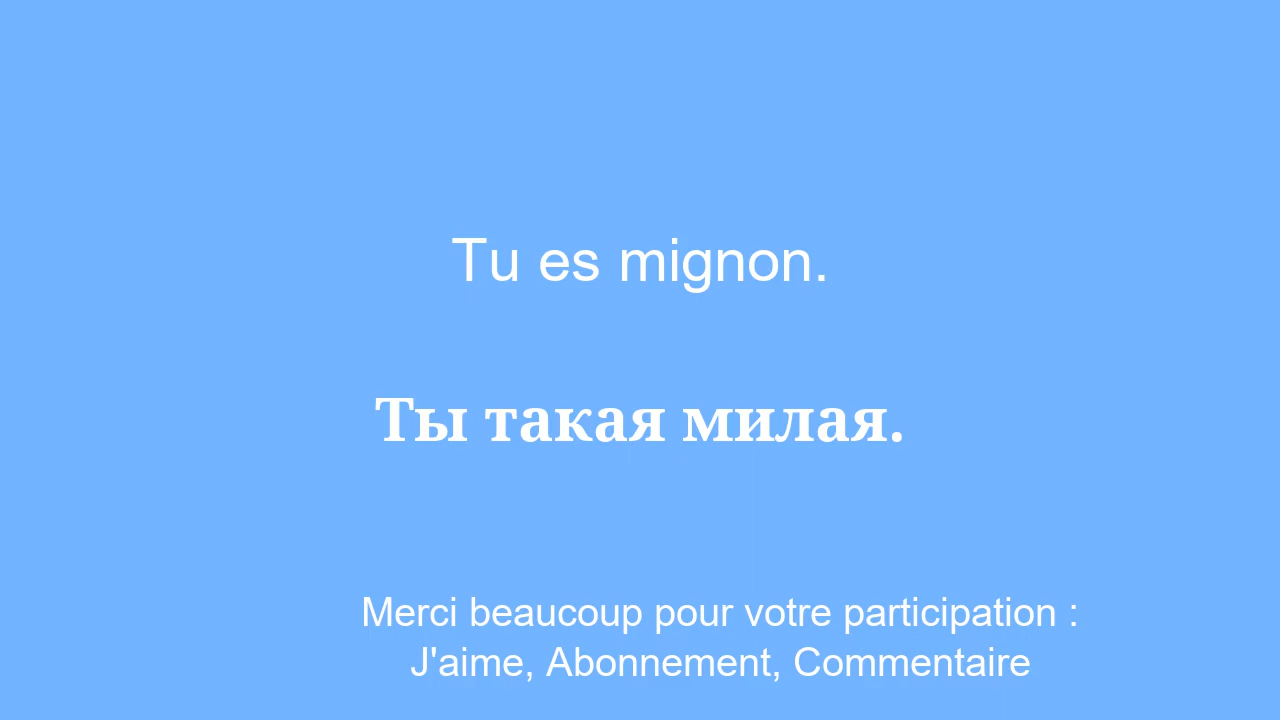 Tu es mignon.
Ты такая милая.
Merci beaucoup pour votre participation :
J'aime, Abonnement, Commentaire